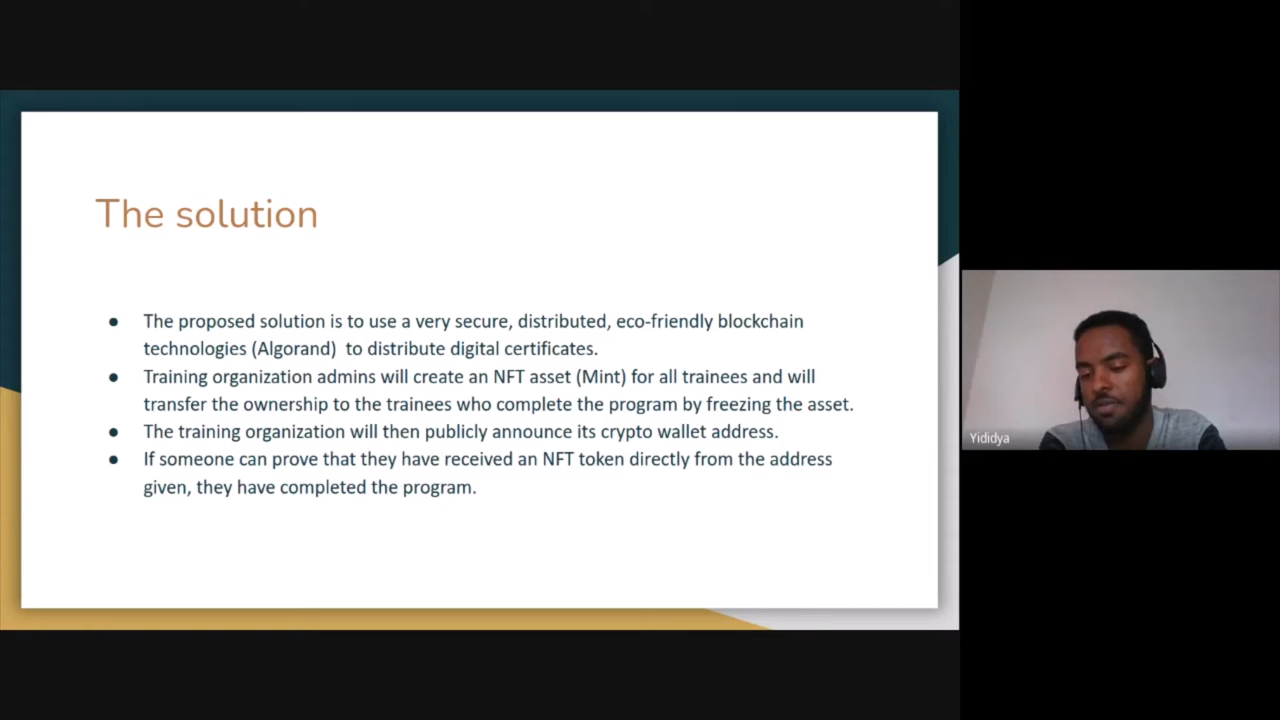 The solution
● The proposed solution is to use a very secure, distributed, eco-friendly blockchain
technologies (Algorand)  to distribute digital certificates.
● Training organization admins will create an NFT asset (Mint) for all trainees and will
transfer the ownership to the trainees who complete the program by freezing the asset.
● The training organization will then publicly announce its crypto wallet address.
● If someone can prove that they have received an NFT token directly from the address
given, they have completed the program.
Yididya